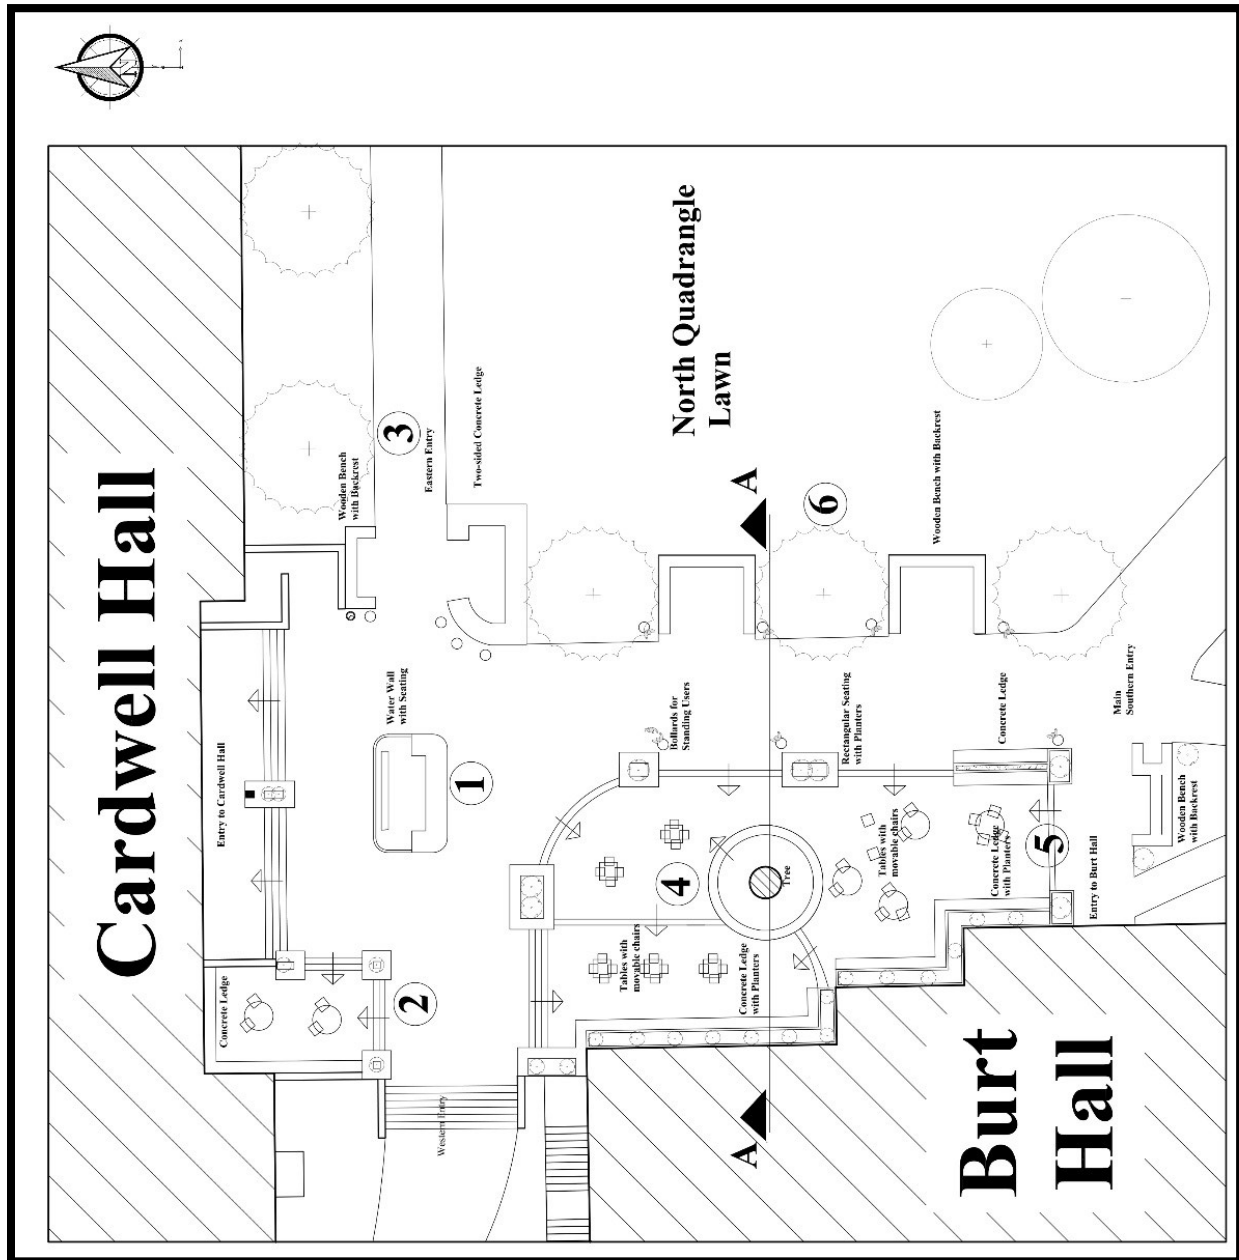 N
Cardwell Hall
Entry to Cardwell Hall
Concrete Ledge
Wooden Bench
with Backrest
3
Eastern Entry
Two-sided Concrete Ledge
Water Wall
with Seating
1
2
Western Entry
North Quadrangle
Lawn
Bollards for
Standing Users
4
Tables with
movable chairs
Concrete Ledge
with Planters
A
A
Tree
6
Rectangular Seating
with Planters
Tables with
movable chairs
Wooden Bench with Backrest
Concrete Ledge
Concrete Ledge
with Planters
5
Entry to Burt Hall
Main
Southern Entry
Wooden Bench
with Backrest
Burt
Hall